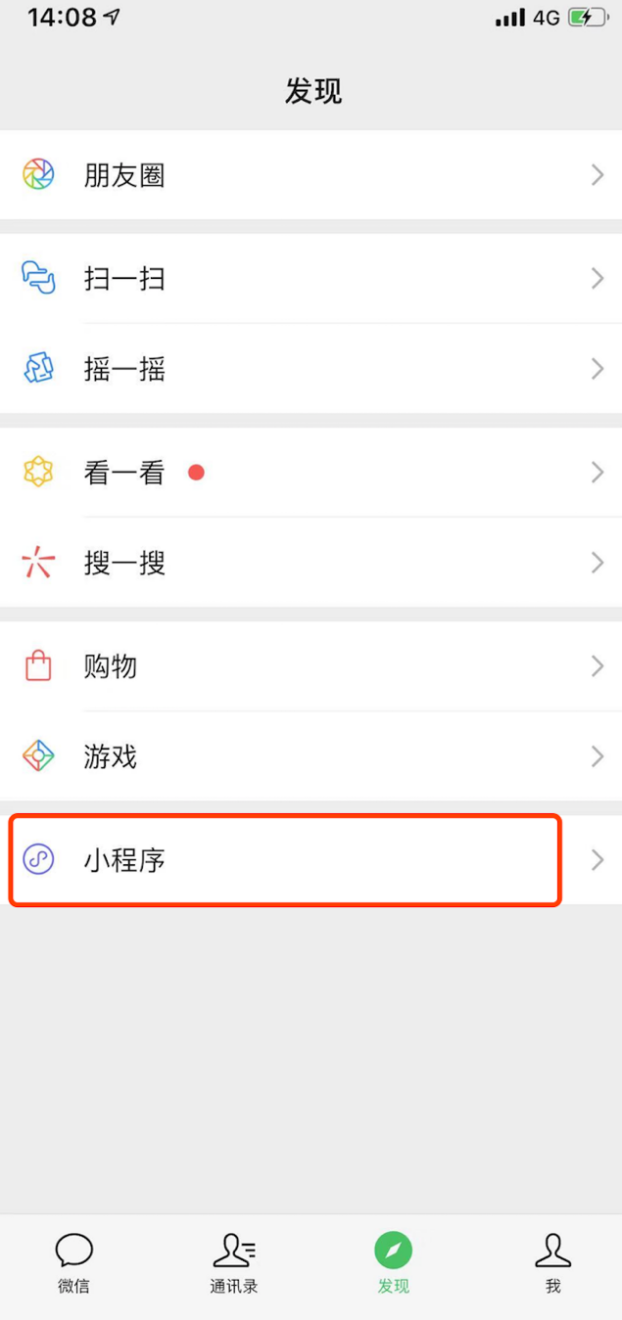 14:08 4G
发现
朋友圈
扫一扫
摇一摇
看一看
搜一搜
购物
游戏
小程序
微信 通讯录 发现 我